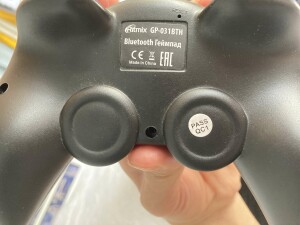 Ritmix GP-031BTH
Bluetooth Геймпад
CE EAC
Made in China
PASS
QC1